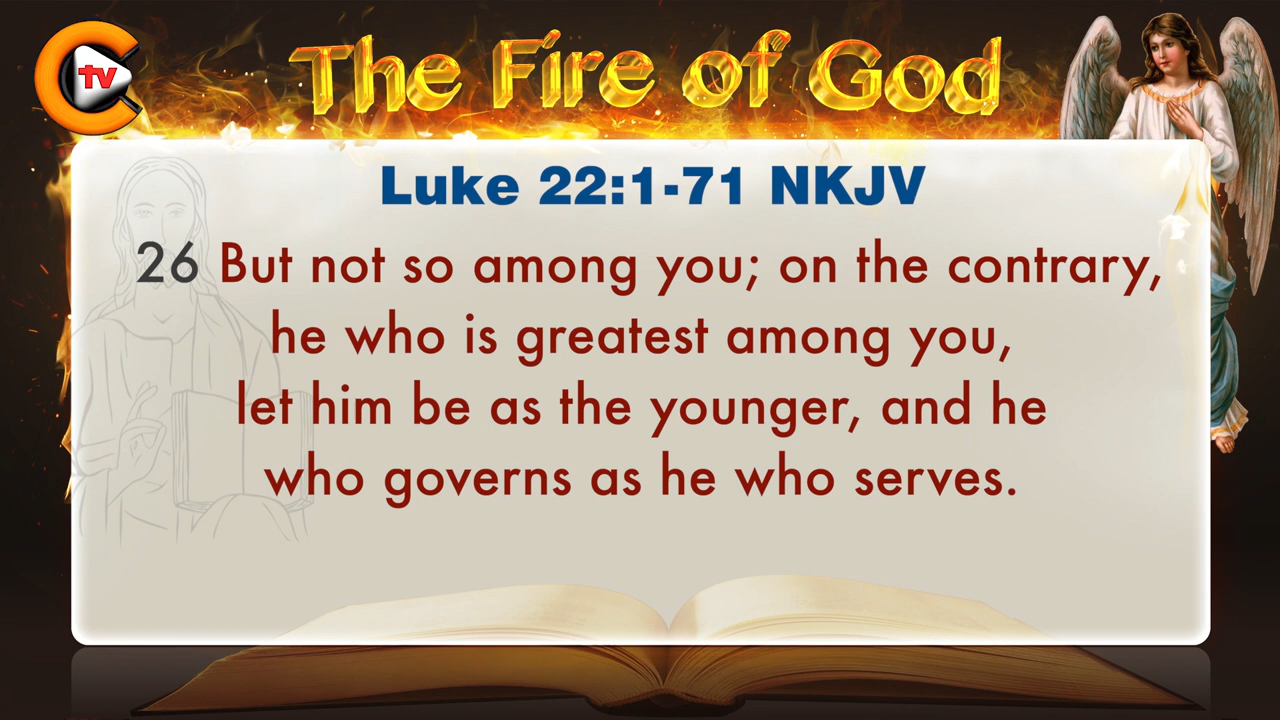 tv
The Fire of God
Luke 22:1-71 NKJV
26 But not so among you; on the contrary,
he who is greatest among you,
let him be as the younger, and he
who governs as he who serves.